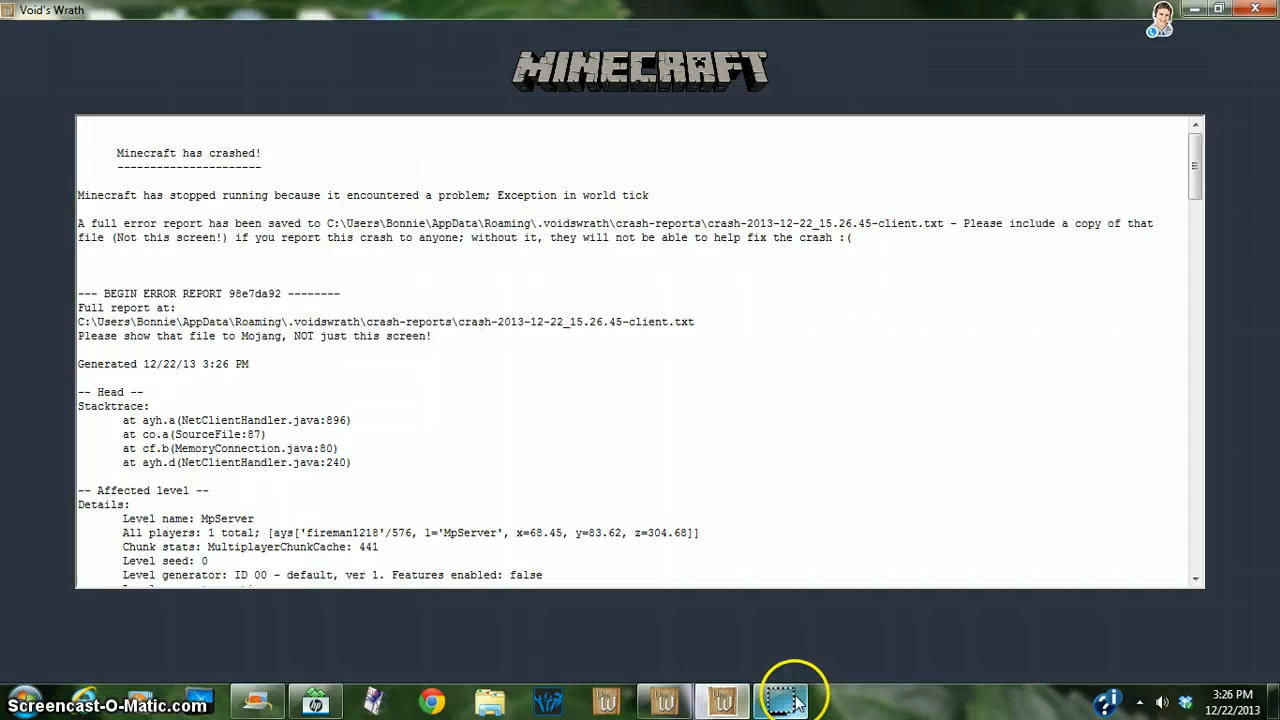 Void's Wrath
MINECRAFT
Minecraft has crashed!
----------------------
Minecraft has stopped running because it encountered a problem; Exception in world tick
A full error report has been saved to C:\Users\Bonnie\AppData\Roaming\.voidswrath\crash-reports\crash-2013-12-22_15.26.45-client.txt - Please include a copy of that
file (Not this screen!) if you report this crash to anyone; without it, they will not be able to help fix the crash :(
--- BEGIN ERROR REPORT 98e7da92 --------
Full report at:
C:\Users\Bonnie\AppData\Roaming\.voidswrath\crash-reports\crash-2013-12-22_15.26.45-client.txt
Please show that file to Mojang, NOT just this screen!
Generated 12/22/13 3:26 PM
-- Head --
Stacktrace:
at ayh.a(NetClientHandler.java:896)
at co.a(SourceFile:87)
at cf.b(MemoryConnection.java:80)
at ayh.d(NetClientHandler.java:240)
-- Affected level --
Details:
Level name: MpServer
All players: 1 total; [ays['fireman1218'/576, l='MpServer', x=68.45, y=83.62, z=304.68]]
Chunk stats: MultiplayerChunkCache: 441
Level seed: 0
Level generator: ID 00 - default, ver 1. Features enabled: false
Screencast-O-Matic.com
3:26 PM
12/22/2013